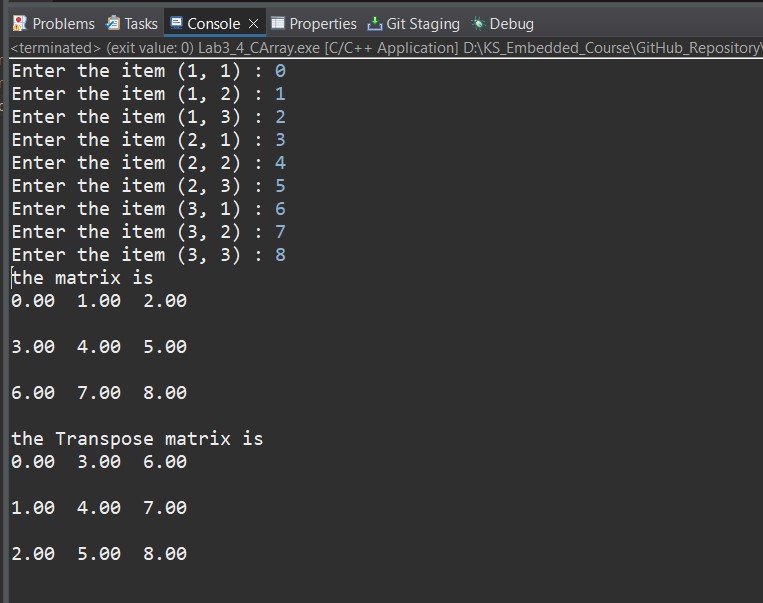 Problems Tasks Console Properties Git Staging Debug
<terminated> (exit value: 0) Lab3_4_CArray.exe [C/C++ Application] D:\KS_Embedded_Course\GitHub_Repository\
Enter the item (1, 1) : 0
Enter the item (1, 2) : 1
Enter the item (1, 3) : 2
Enter the item (2, 1) : 3
Enter the item (2, 2) : 4
Enter the item (2, 3) : 5
Enter the item (3, 1) : 6
Enter the item (3, 2) : 7
Enter the item (3, 3) : 8
the matrix is
0.00 1.00 2.00
3.00 4.00 5.00
6.00 7.00 8.00
the Transpose matrix is
0.00 3.00 6.00
1.00 4.00 7.00
2.00 5.00 8.00